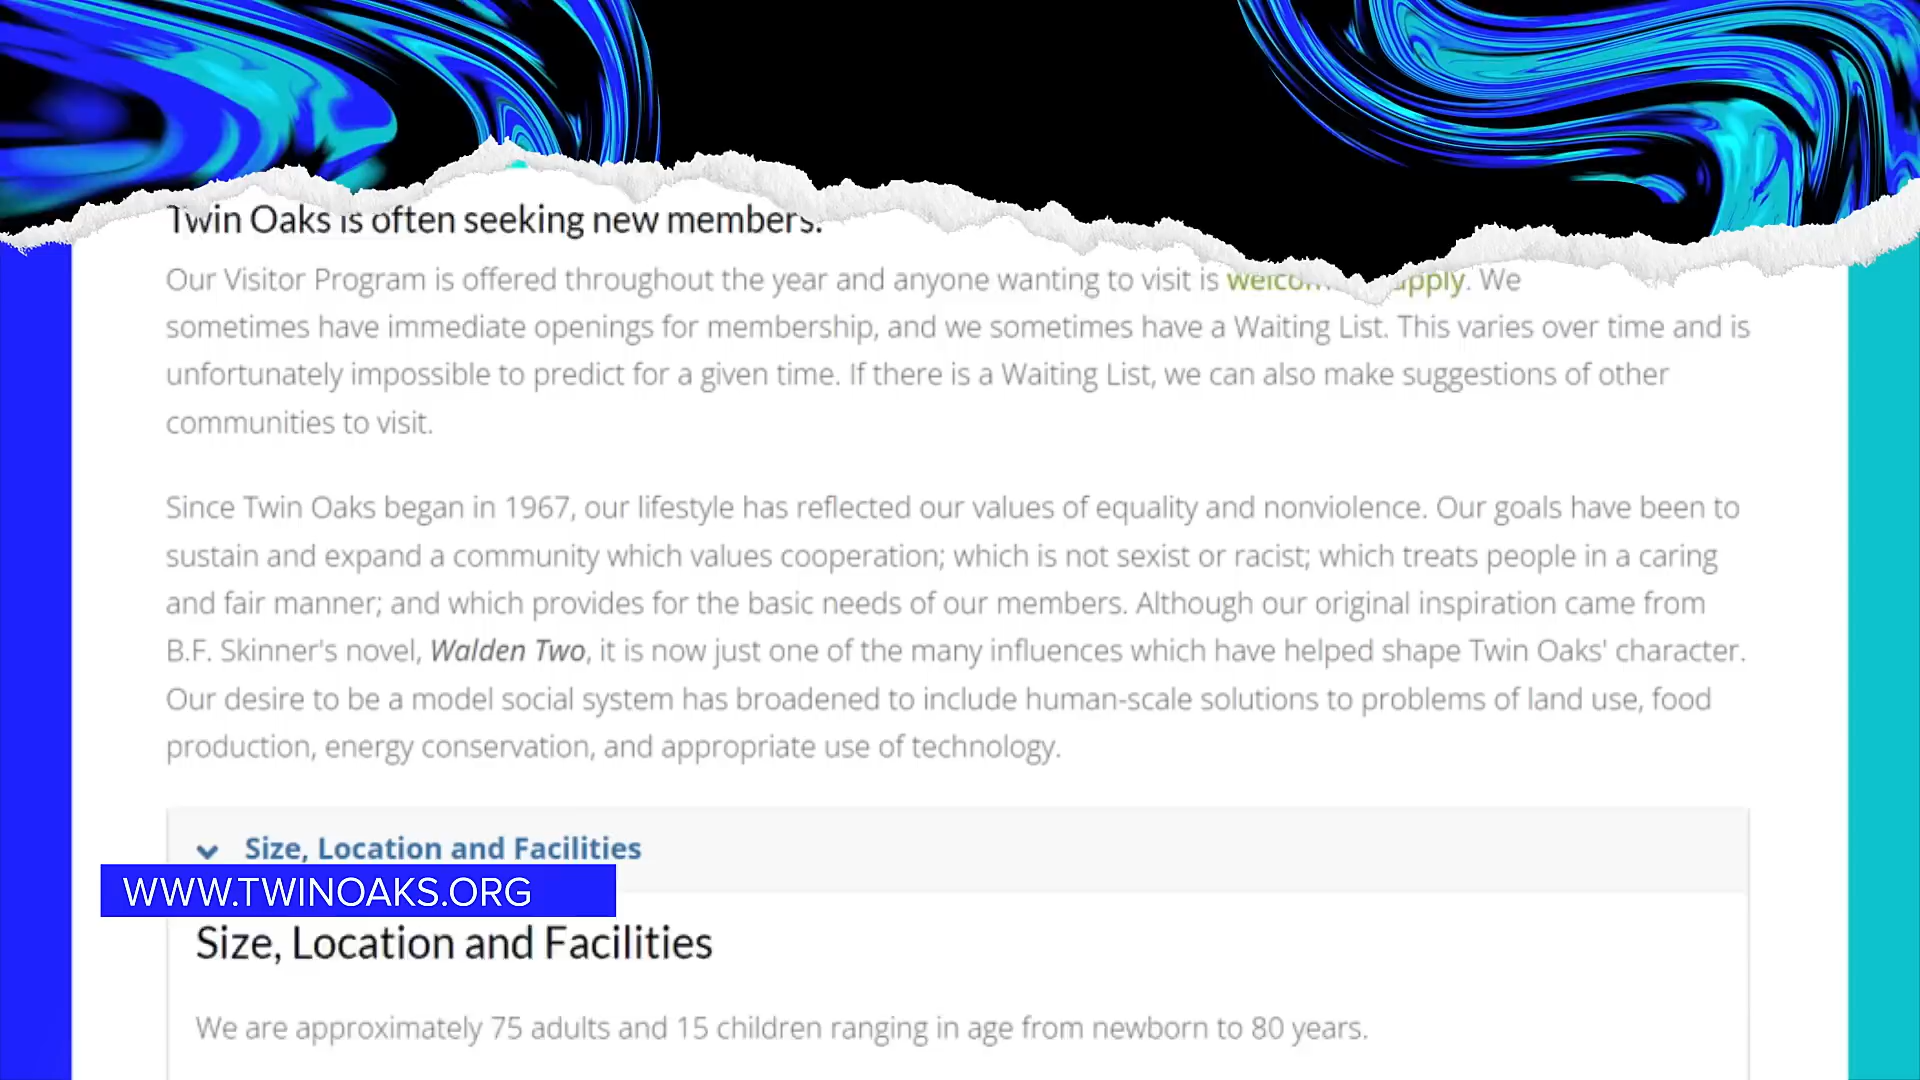 Twin Oaks is often seeking new members.
Our Visitor Program is offered throughout the year and anyone wanting to visit is apply. We
sometimes have immediate openings for membership, and we sometimes have a Waiting List. This varies over time and is
unfortunately impossible to predict for a given time. If there is a Waiting List, we can also make suggestions of other
communities to visit.
Since Twin Oaks began in 1967, our lifestyle has reflected our values of equality and nonviolence. Our goals have been to
sustain and expand a community which values cooperation; which is not sexist or racist; which treats people in a caring
and fair manner; and which provides for the basic needs of our members. Although our original inspiration came from
B.F. Skinner's novel, Walden Two, it is now just one of the many influences which have helped shape Twin Oaks' character.
Our desire to be a model social system has broadened to include human-scale solutions to problems of land use, food
production, energy conservation, and appropriate use of technology.
Size, Location and Facilities
WWW.TWINOAKS.ORG
Size, Location and Facilities
We are approximately 75 adults and 15 children ranging in age from newborn to 80 years.